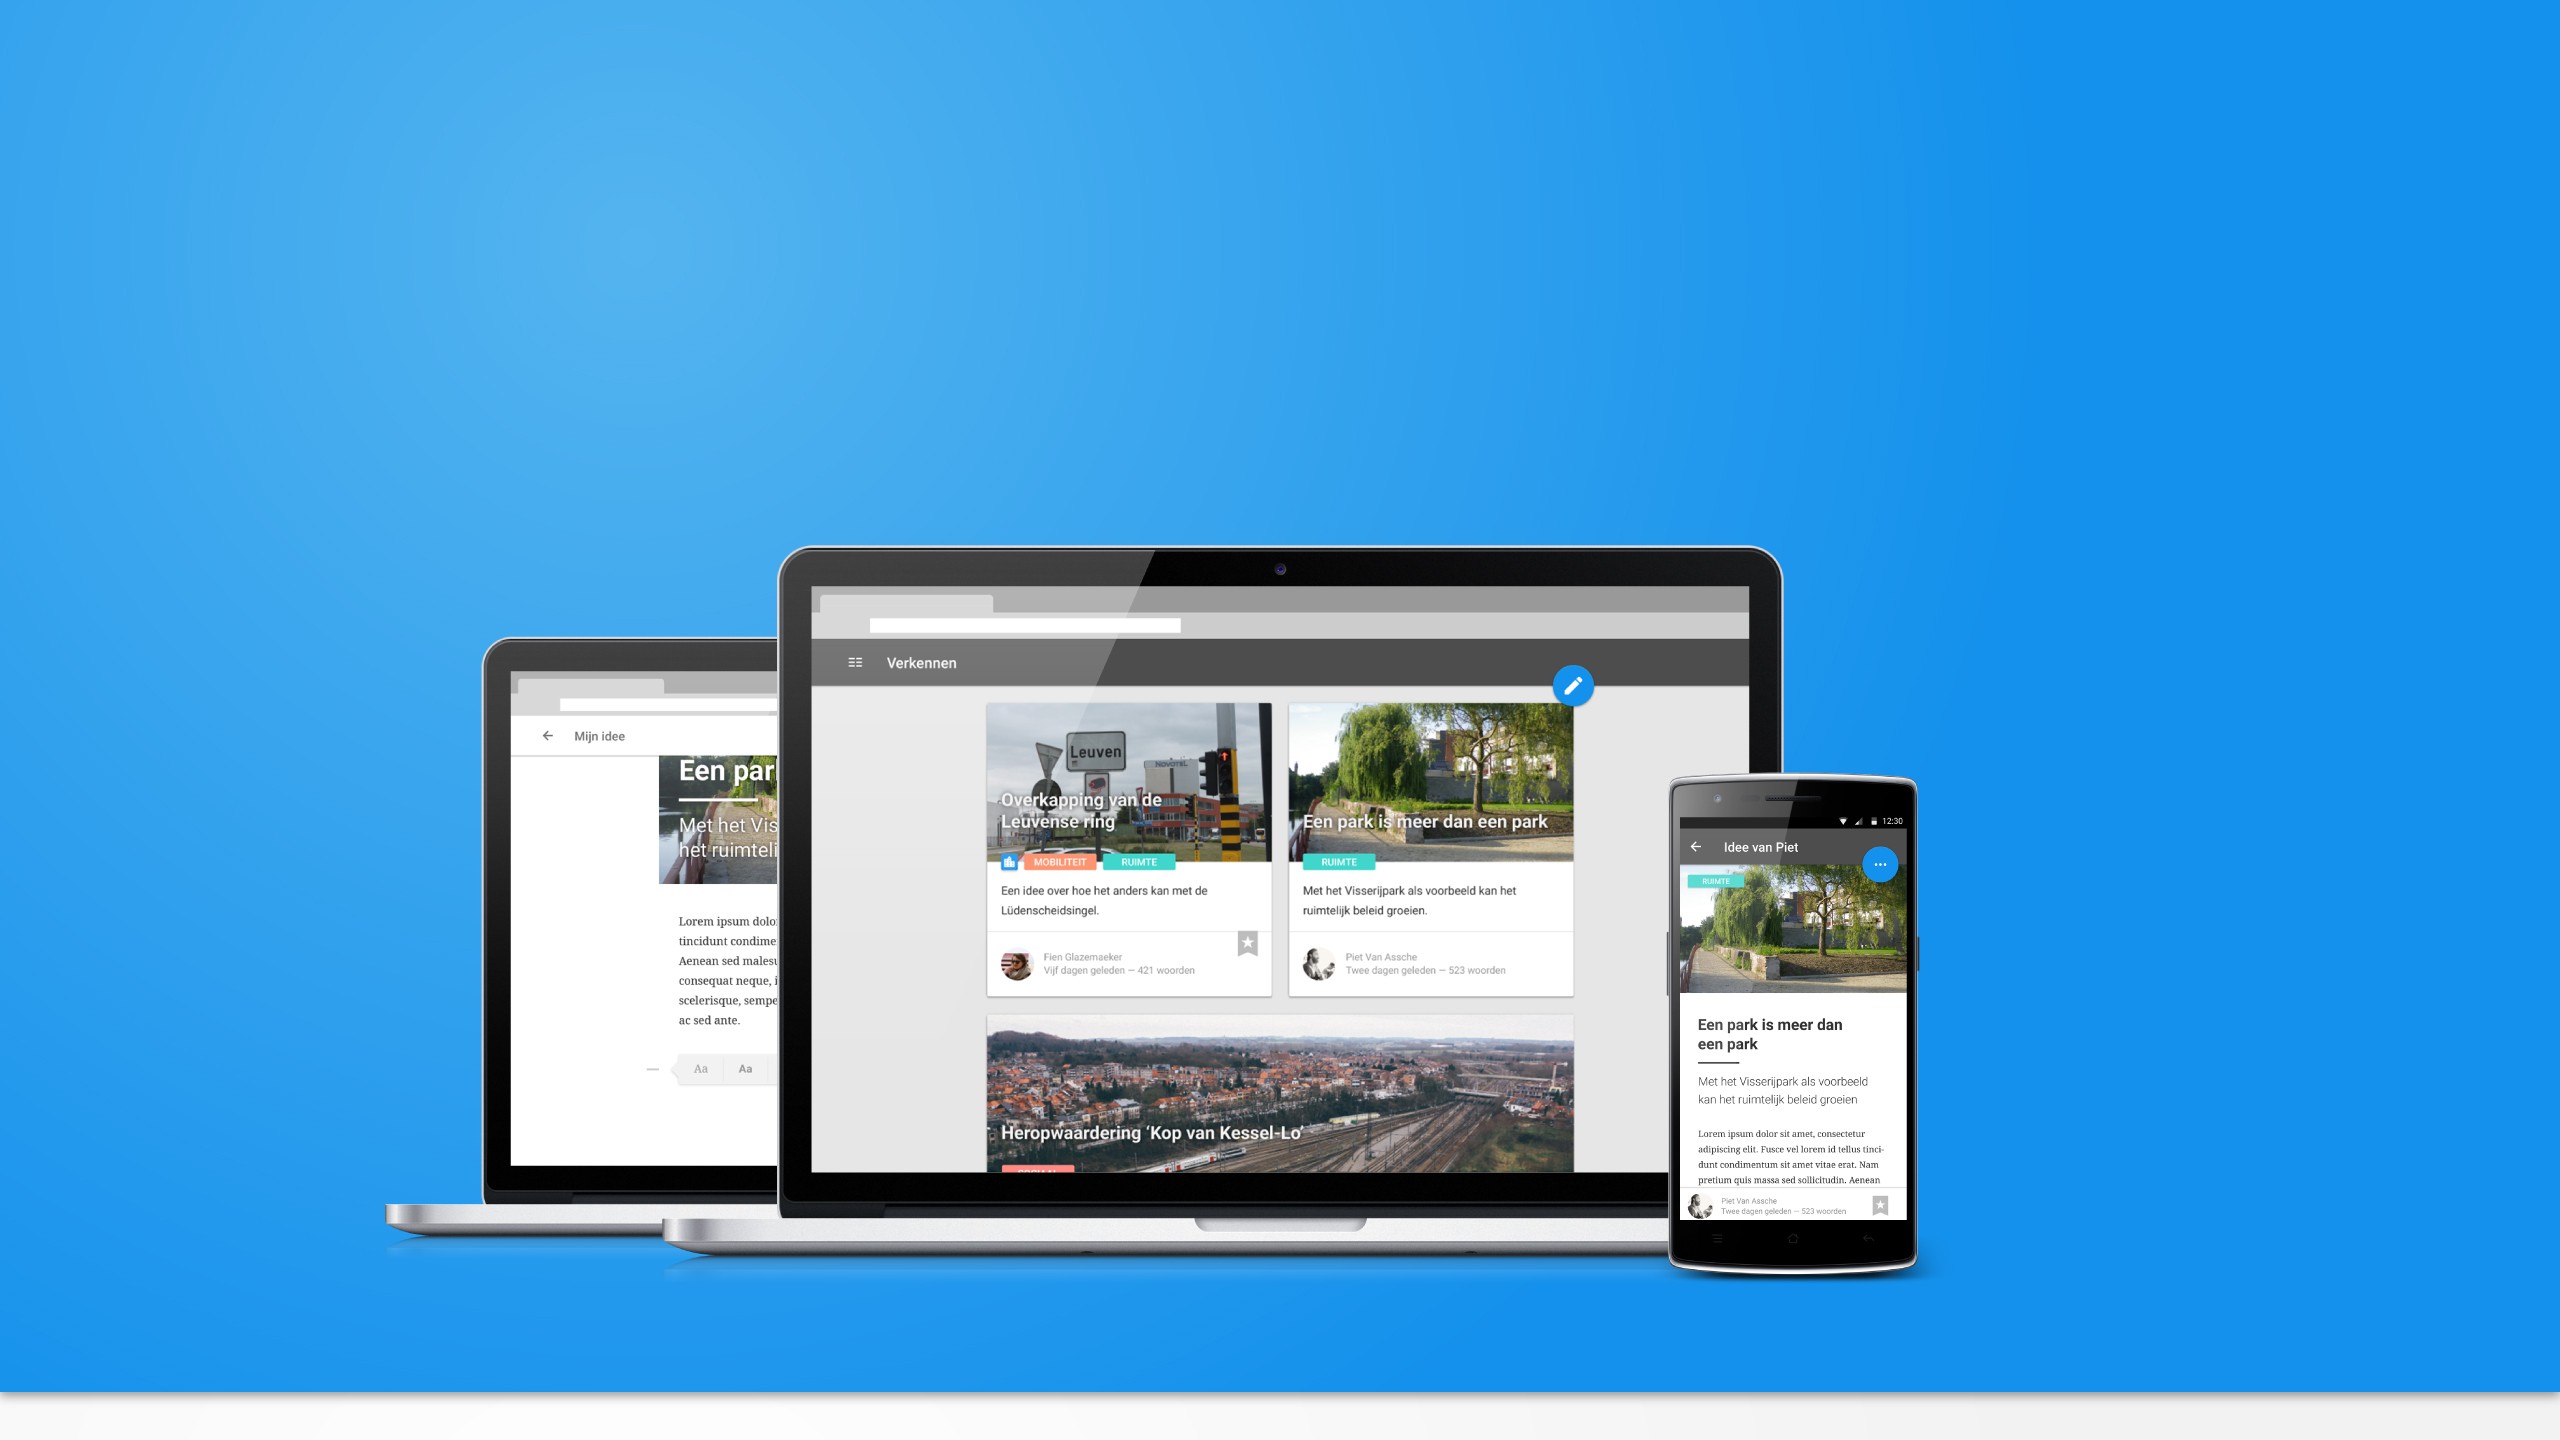 Mijn idee
Een par
Met het Vis
het ruimteli
Lorem ipsum dolo
tincidunt condime
Aenean sed malesu
consequat neque, i
scelerisque, sempe
ac sed ante.
Aa Aa
Verkennen
Leuven
NOVOTEL
Overkapping van de
Leuvense ring
MOBILITEIT RUIMTE
Een idee over hoe het anders kan met de
Lüdenscheidsingel.
Fien Glazemaeker
Vijf dagen geleden — 421 woorden
Een park is meer dan een park
RUIMTE
Met het Visserijpark als voorbeeld kan het
ruimtelijk beleid groeien.
Piet Van Assche
Twee dagen geleden — 523 woorden
Heropwaardering ‘Kop van Kessel-Lo’
SOCIAAL
12:30
Idee van Piet
RUIMTE
Een park is meer dan
een park
Met het Visserijpark als voorbeeld
kan het ruimtelijk beleid groeien
Lorem ipsum dolor sit amet, consectetur
adipiscing elit. Fusce vel lorem id tellus tinci-
dunt condimentum sit amet vitae erat. Nam
pretium quis massa sed sollicitudin. Aenean
Piet Van Assche
Twee dagen geleden — 523 woorden